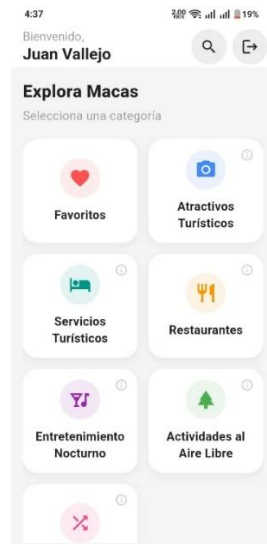 4:37
19%
Bienvenido,
Juan Vallejo
Explora Macas
Selecciona una categoría
Favoritos
Atractivos
Turísticos
Servicios
Turísticos
Restaurantes
Entretenimiento
Nocturno
Actividades al
Aire Libre